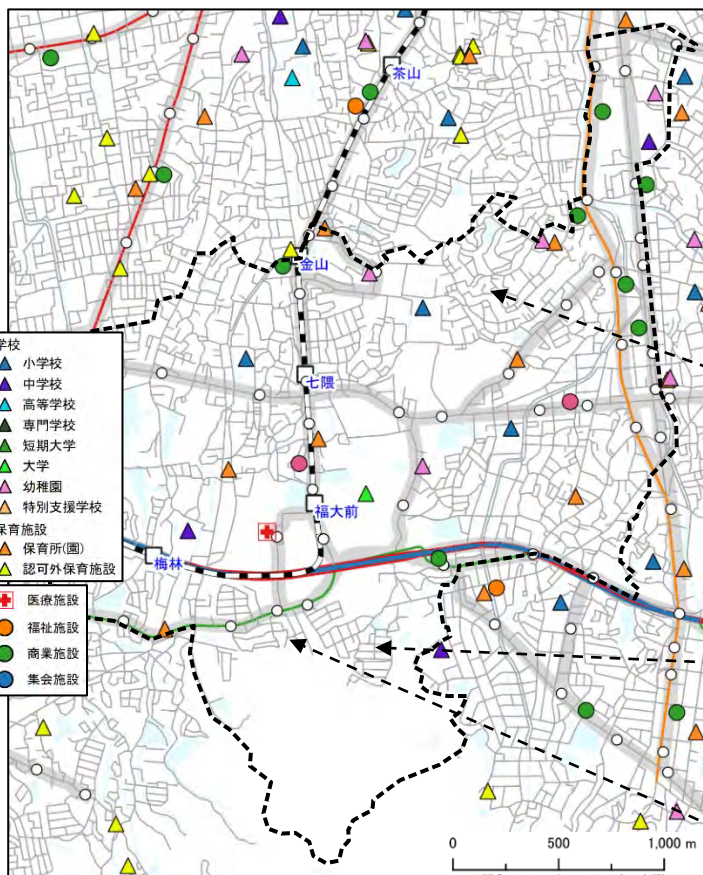 茶山
金山
七隈
福大前
梅林
学校
小学校
中学校
高等学校
専門学校
短期大学
大学
幼稚園
特別支援学校
保育施設
保育所(園)
認可外保育施設
医療施設
福祉施設
商業施設
集会施設
0 500 1,000 m